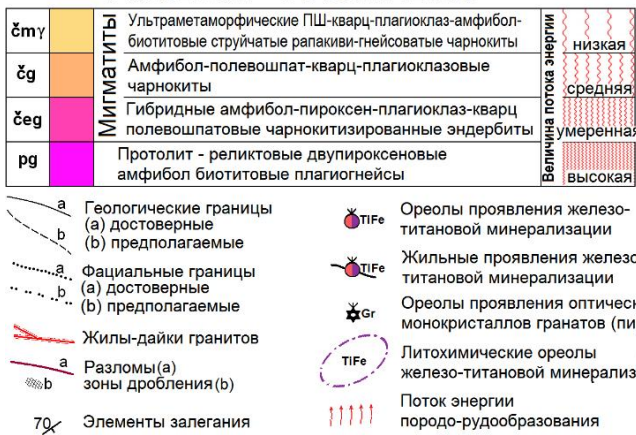 čmγ
Ультраметаморфические ПШ-кварц-плагиоклаз-амфибол-
биотитовые струйчатые рапакиви-гнейсоватые чарнокиты
čg
Амфибол-полевошпат-кварц-плагиоклазовые
чарнокиты
čeg
Гибридные амфибол-пироксен-плагиоклаз-кварц
полевошпатовые чарнокитизированные эндербиты
pg
Протолит - реликтовые двупироксеновые
амфибол биотитовые плагиогнейсы
Мигматиты
Величина потока энергии
низкая
средняя
умеренная
высокая
a
b
Геологические границы
(a) достоверные
(b) предполагаемые
a
b
Фациальные границы
(a) достоверные
(b) предполагаемые
Жилы-дайки гранитов
a
b
Разломы(a)
зоны дробления(b)
70
Элементы залегания
TIFe
Ореолы проявления железо-
титановой минерализации
TIFe
Жильные проявления железо
титановой минерализации
Gr
Ореолы проявления оптическ
монокристаллов гранатов (пи
TIFe
Литохимические ореолы
железо-титановой минерализ
Поток энергии
породо-рудообразования